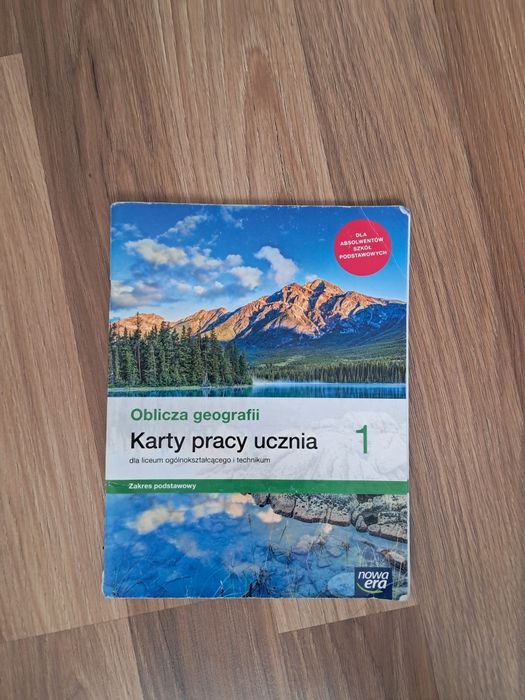 DLA
ABSOLWENTÓW
SZKÓŁ
PODSTAWOWYCH
Oblicza geografii
Karty pracy ucznia 1
dla liceum ogólnokształcącego i technikum
Zakres podstawowy
nowa
era